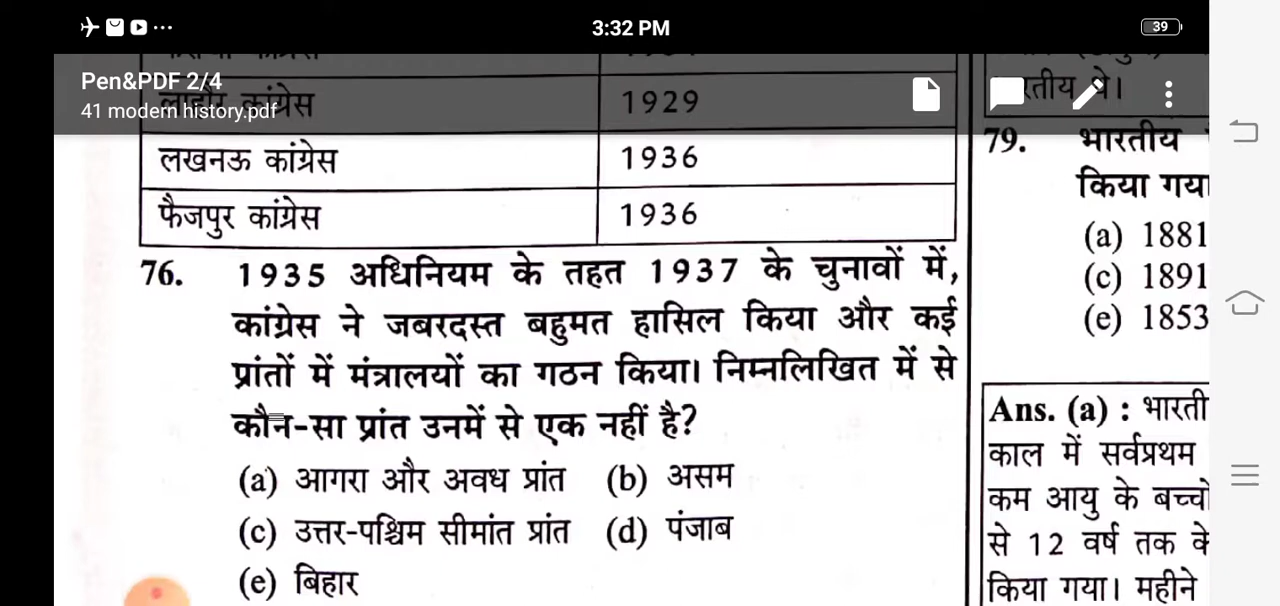 3:32 PM
39
Pen&PDF 2/4
41 modern history.pdf
लाहौर कांग्रेस 1929
लखनऊ कांग्रेस 1936
फैजपुर कांग्रेस 1936
76. 1935 अधिनियम के तहत 1937 के चुनावों में,
कांग्रेस ने जबरदस्त बहुमत हासिल किया और कई
प्रांतों में मंत्रालयों का गठन किया। निम्नलिखित में से
कौन-सा प्रांत उनमें से एक नहीं है?
(a) आगरा और अवध प्रांत (b) असम
(c) उत्तर-पश्चिम सीमांत प्रांत (d) पंजाब
(e) बिहार
थे।
79. भारतीय
किया गया
(a) 1881
(c) 1891
(e) 1853
Ans. (a) : भारती
काल में सर्वप्रथम
कम आयु के बच्चों
से 12 वर्ष तक के
किया गया। महीने